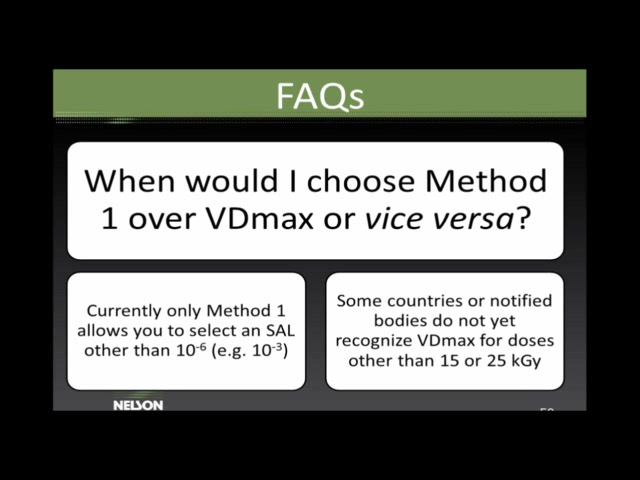 FAQs
When would I choose Method
1 over VDmax or vice versa?
Currently only Method 1
allows you to select an SAL
other than 10⁻⁶ (e.g. 10⁻³)
Some countries or notified
bodies do not yet
recognize VDmax for doses
other than 15 or 25 kGy
NELSON